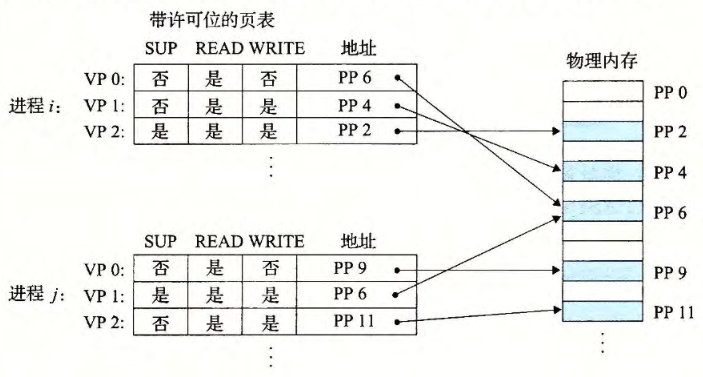 带许可位的页表
SUP READ WRITE 地址
物理内存
VP 0: 否 是 否 PP 6
PP 0
进程 i: VP 1: 否 是 是 PP 4
VP 2: 是 是 是 PP 2
PP 2
PP 4
PP 6
SUP READ WRITE 地址
VP 0: 否 是 否 PP 9
PP 9
进程 j: VP 1: 是 是 是 PP 6
VP 2: 否 是 是 PP 11
PP 11